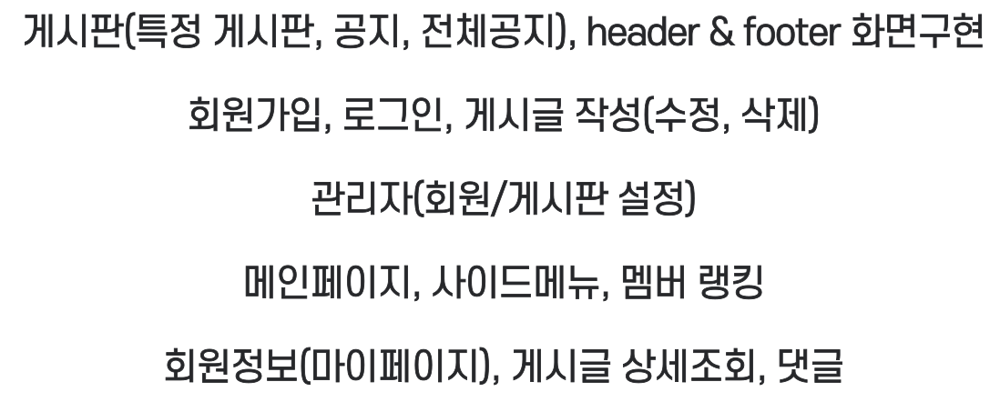 게시판(특정 게시판, 공지, 전체공지), header & footer 화면구현
회원가입, 로그인, 게시글 작성(수정, 삭제)
관리자(회원/게시판 설정)
메인페이지, 사이드메뉴, 멤버 랭킹
회원정보(마이페이지), 게시글 상세조회, 댓글